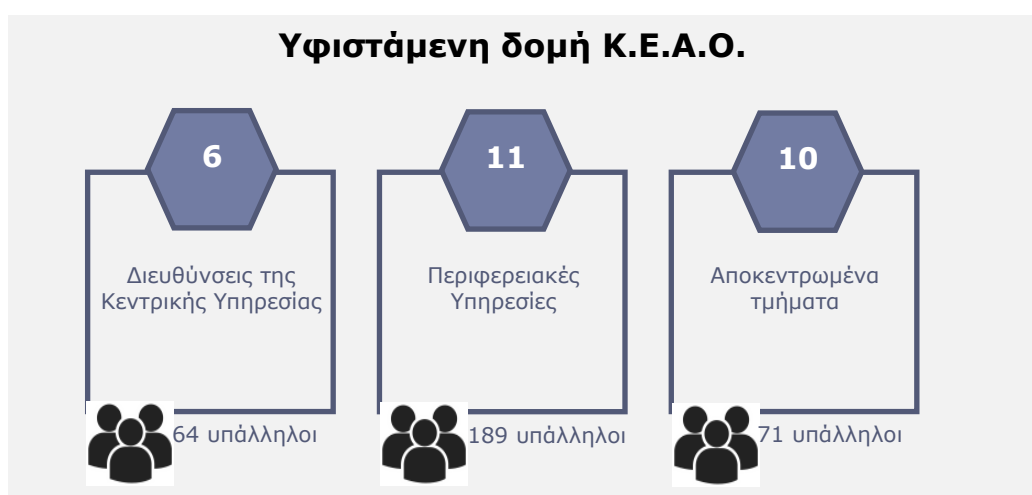 Υφιστάμενη δομή Κ.Ε.Α.Ο.
6
Διευθύνσεις της
Κεντρικής Υπηρεσίας
64 υπάλληλοι
11
Περιφερειακές
Υπηρεσίες
189 υπάλληλοι
10
Αποκεντρωμένα
τμήματα
71 υπάλληλοι